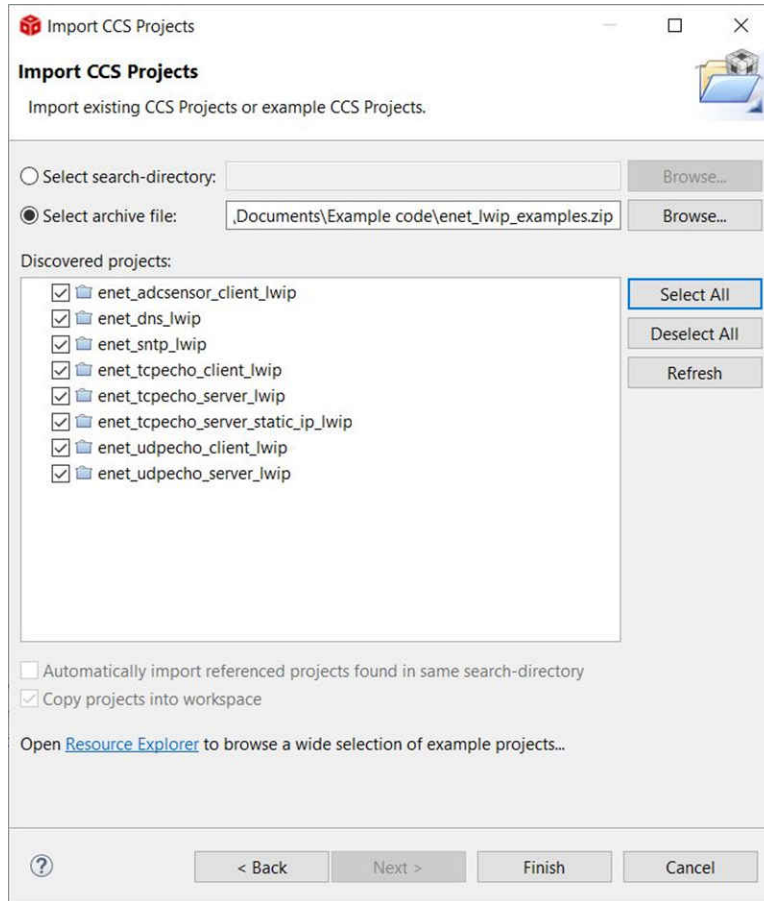 Import CCS Projects
Import CCS Projects
Import existing CCS Projects or example CCS Projects.
Select search-directory:
Browse...
Select archive file:
,Documents\Example code\enet_lwip_examples.zip
Browse...
Discovered projects:
enet_adcsensor_client_lwip
Select All
enet_dns_lwip
Deselect All
enet_sntp_lwip
enet_tcpecho_client_lwip
Refresh
enet_tcpecho_server_lwip
enet_tcpecho_server_static_ip_lwip
enet_udpecho_client_lwip
enet_udpecho_server_lwip
Automatically import referenced projects found in same search-directory
Copy projects into workspace
Open Resource Explorer to browse a wide selection of example projects...
?
< Back
Next >
Finish
Cancel